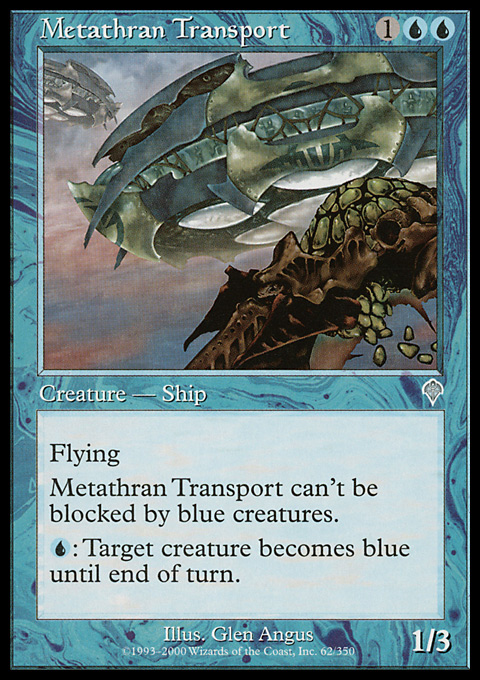 Metathran Transport 1
Creature — Ship
Flying
Metathran Transport can't be
blocked by blue creatures.
: Target creature becomes blue
until end of turn.
Illus. Glen Angus
©1993–2000 Wizards of the Coast, Inc. 62/350
1/3